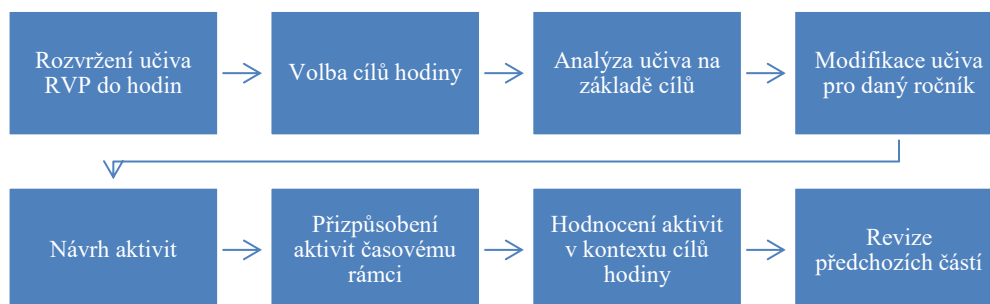 Rozvržení učiva
RVP do hodin
Volba cílů hodiny
Analýza učiva na
základě cílů
Modifikace učiva
pro daný ročník
Návrh aktivit
Přizpůsobení
aktivit časovému
rámci
Hodnocení aktivit
v kontextu cílů
hodiny
Revize
předchozích částí